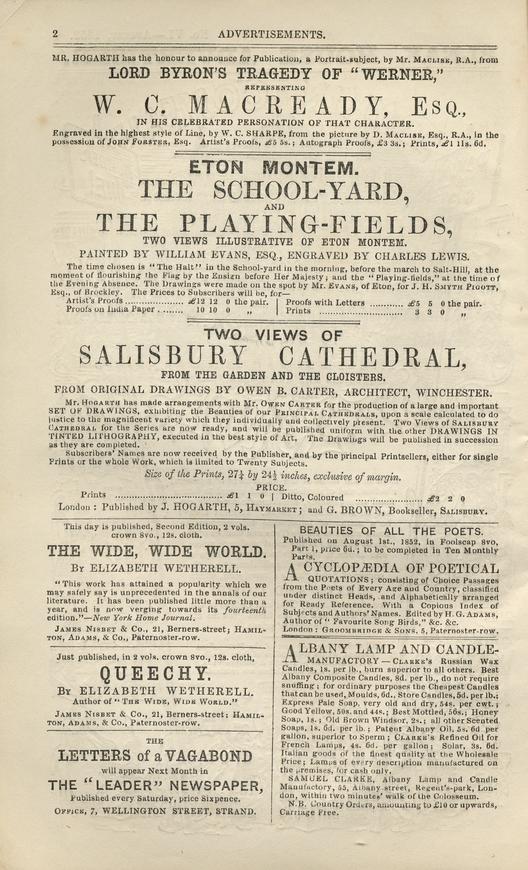 2 ADVERTISEMENTS.
MR. HOGARTH has the honour to announce for Publication, a Portrait-subject, by Mr. MACLISE, R.A., from
LORD BYRON'S TRAGEDY OF "WERNER,"
REPRESENTING
W. C. MACREADY, ESQ.,
IN HIS CELEBRATED PERSONATION OF THAT CHARACTER.
Engraved in the highest style of Line, by W. C. SHARPE, from the picture by D. MACLISE, Esq., R.A., in the
possession of JOHN FORSTER, Esq. Artist's Proofs, £5 5s.; Autograph Proofs, £3 3s.; Prints, £1 11s. 6d.
ETON MONTEM.
THE SCHOOL-YARD,
AND
THE PLAYING-FIELDS,
TWO VIEWS ILLUSTRATIVE OF ETON MONTEM.
PAINTED BY WILLIAM EVANS, ESQ., ENGRAVED BY CHARLES LEWIS.
The time chosen is "The Halt" in the School-yard in the morning, before the march to Salt-Hill, at the
moment of flourishing the Flag by the Ensign before Her Majesty; and the "Playing-fields," at the time of
the Evening Absence. The Drawings were made on the spot by Mr. EVANS, of Eton, for J. H. SMYTH PIGOTT,
Esq., of Brockley. The Prices to Subscribers will be, for—
Artist's Proofs ............ £12 12 0 the pair. | Proofs with Letters ............ £5 5 0 the pair.
Proofs on India Paper ....... 10 10 0 „ | Prints ............ 3 3 0 „
TWO VIEWS OF
SALISBURY CATHEDRAL,
FROM THE GARDEN AND THE CLOISTERS.
FROM ORIGINAL DRAWINGS BY OWEN B. CARTER, ARCHITECT, WINCHESTER.
Mr. HOGARTH has made arrangements with Mr. OWEN CARTER for the production of a large and important
SET OF DRAWINGS, exhibiting the Beauties of our PRINCIPAL CATHEDRALS, upon a scale calculated to do
justice to the magnificent variety which they individually and collectively present. Two Views of SALISBURY
CATHEDRAL for the Series are now ready, and will be published uniform with the other DRAWINGS IN
TINTED LITHOGRAPHY, executed in the best style of Art. The Drawings will be published in succession
as they are completed.
Subscribers' Names are now received by the Publisher, and by the principal Printsellers, either for single
Prints or the whole Work, which is limited to Twenty Subjects.
Size of the Prints, 27¼ by 24½ inches, exclusive of margin.
PRICE.
Prints ............ £1 1 0 | Ditto, Coloured ............ £2 2 0
London: Published by J. HOGARTH, 5, HAYMARKET; and G. BROWN, Bookseller, SALISBURY.
This day is published, Second Edition, 2 vols.
crown 8vo., 12s. cloth.
THE WIDE, WIDE WORLD.
BY ELIZABETH WETHERELL.
"This work has attained a popularity which we
may safely say is unprecedented in the annals of our
literature. It has been published little more than a
year, and is now verging towards its fourteenth
edition."—New York Home Journal.
JAMES NISBET & Co., 21, Berners-street; HAMIL-
TON, ADAMS, & Co., Paternoster-row.
Just published, in 2 vols. crown 8vo., 12s, cloth,
QUEECHY.
BY ELIZABETH WETHERELL.
Author of "THE WIDE, WIDE WORLD."
JAMES NISBET & Co., 21, Berners-street; HAMIL-
TON, ADAMS, & Co., Paternoster-row.
THE
LETTERS of a VAGABOND
will appear Next Month in
THE "LEADER" NEWSPAPER,
Published every Saturday, price Sixpence.
OFFICE, 7, WELLINGTON STREET, STRAND.
BEAUTIES OF ALL THE POETS.
Published on August 1st., 1852, in Foolscap 8vo,
Part 1, price 6d.; to be completed in Ten Monthly
Parts.
A CYCLOPÆDIA OF POETICAL
QUOTATIONS; consisting of Choice Passages
from the Poets of Every Age and Country, classified
under distinct Heads, and Alphabetically arranged
for Ready Reference. With a Copious Index of
Subjects and Authors' Names. Edited by H. G. ADAMS,
Author of "Favourite Song Birds," &c. &c.
London: GROOMBRIDGE & SONS, 5, Paternoster-row.
ALBANY LAMP AND CANDLE-
MANUFACTORY—CLARKE'S Russian Wax
Candles, 1s. per lb., burn superior to all others. Best
Albany Composite Candles, 8d. per lb., do not require
snuffing; for ordinary purposes the Cheapest Candles
that can be used, Moulds, 6d., Store Candles, 5d. per lb.;
Express Pale Soap, very old and dry, 54s. per cwt.;
Good Yellow, 50s. and 44s.; Best Mottled, 56s.; Honey
Soap, 1s.; Old Brown Windsor, 2s.; all other Scented
Soaps, 1s. 6d. per lb.; Patent Albany Oil, 5s. 6d. per
gallon, superior to Sperm; CLARKE'S Refined Oil for
French Lamps, 4s. 6d. per gallon; Solar, 3s. 6d.
Italian goods of the finest quality at the Wholesale
Price; Lamps of every description manufactured on
the premises, for cash only.
SAMUEL CLARKE, Albany Lamp and Candle
Manufactory, 55, Albany street, Regent's-park, Lon-
don, within two minutes' walk of the Colosseum.
N.B. Country Orders, amounting to £10 or upwards,
Carriage Free.